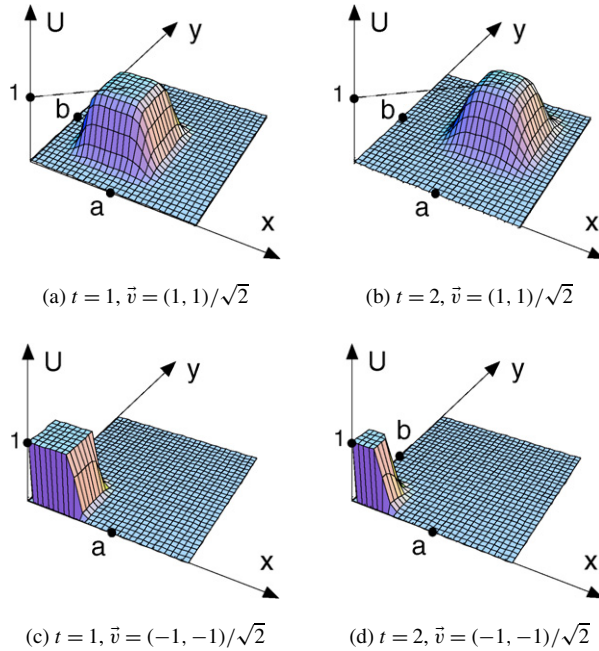 U
y
1
b
a
x
(a) t = 1, v⃗ = (1, 1)/√2
U
y
1
b
a
x
(b) t = 2, v⃗ = (1, 1)/√2
U
y
1
a
x
(c) t = 1, v⃗ = (−1, −1)/√2
U
y
1
b
a
x
(d) t = 2, v⃗ = (−1, −1)/√2